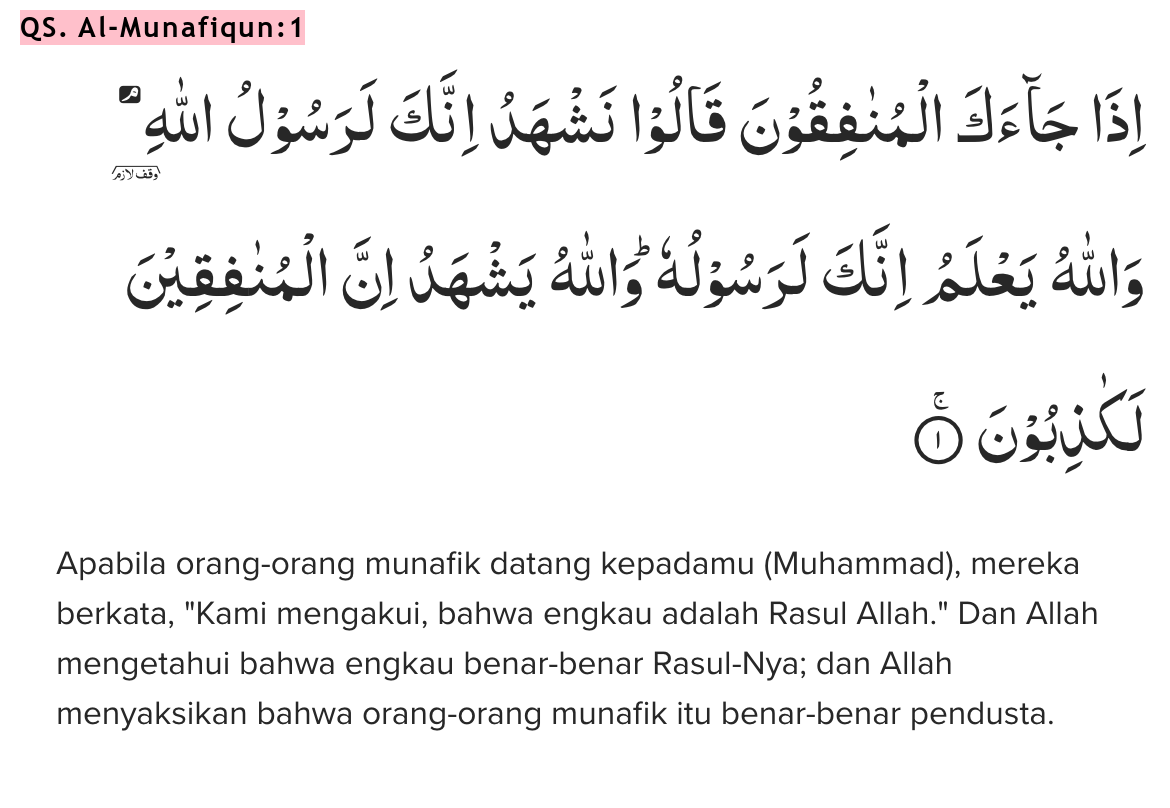 QS. Al-Munafiqun:1
اِذَا جَاۤءَكَ الْمُنٰفِقُوْنَ قَالُوْا نَشْهَدُ اِنَّكَ لَرَسُوْلُ اللّٰهِ ۘ
وقف لازم
وَاللّٰهُ يَعْلَمُ اِنَّكَ لَرَسُوْلُهٗ ۗوَاللّٰهُ يَشْهَدُ اِنَّ الْمُنٰفِقِيْنَ
لَكٰذِبُوْنَ ۚ ١
Apabila orang-orang munafik datang kepadamu (Muhammad), mereka
berkata, "Kami mengakui, bahwa engkau adalah Rasul Allah." Dan Allah
mengetahui bahwa engkau benar-benar Rasul-Nya; dan Allah
menyaksikan bahwa orang-orang munafik itu benar-benar pendusta.